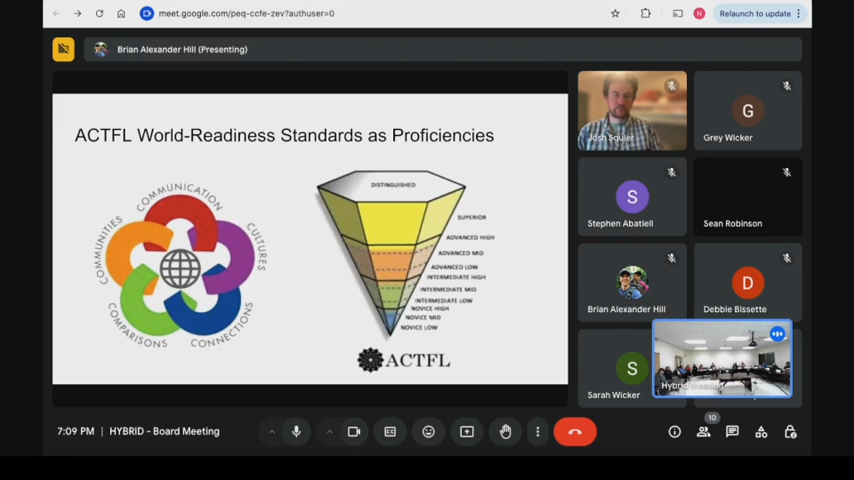 meet.google.com/peq-ccfe-zev?authuser=0
H
Relaunch to update
Brian Alexander Hill (Presenting)
ACTFL World-Readiness Standards as Proficiencies
COMMUNICATION
CULTURES
CONNECTIONS
COMPARISONS
COMMUNITIES
DISTINGUISHED
SUPERIOR
ADVANCED HIGH
ADVANCED MID
ADVANCED LOW
INTERMEDIATE HIGH
INTERMEDIATE MID
INTERMEDIATE LOW
NOVICE HIGH
NOVICE MID
NOVICE LOW
ACTFL
Josh Squier
G
Grey Wicker
S
Stephen Abatiell
Sean Robinson
Brian Alexander Hill
D
Debbie Bissette
S
Sarah Wicker
Hybrid Meeting
7:09 PM | HYBRID - Board Meeting
10